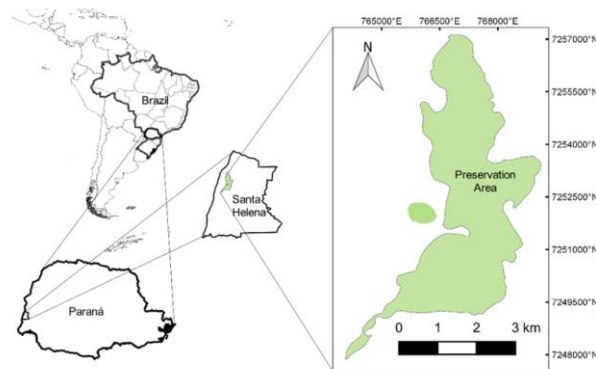 765000°E 766500°E 768000°E
N
7257000°N
7255500°N
7254000°N
7252500°N
7251000°N
7249500°N
7248000°N
Brazil
Santa
Helena
Paraná
Preservation
Area
0 1 2 3 km